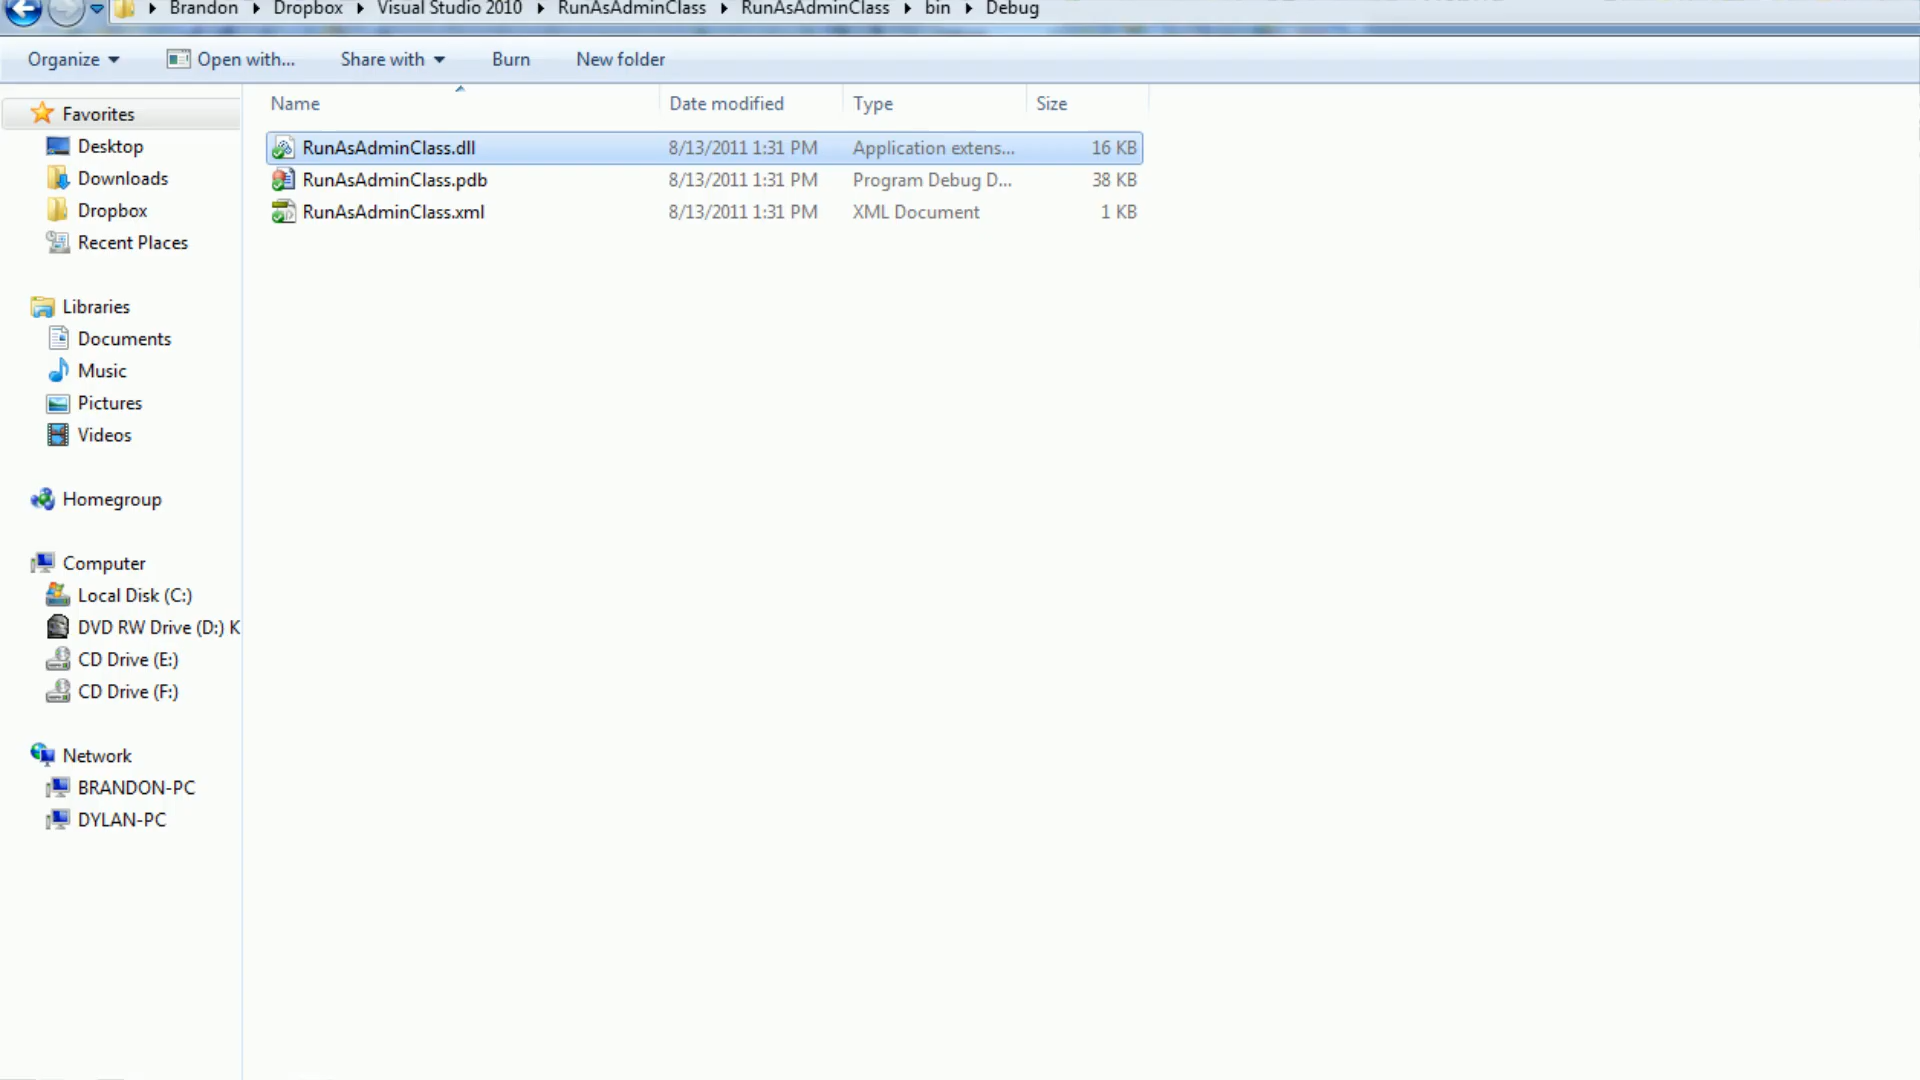 Brandon Dropbox Visual Studio 2010 RunAsAdminClass RunAsAdminClass bin Debug
Organize Open with... Share with Burn New folder
Name Date modified Type Size
Favorites
Desktop
Downloads
Dropbox
Recent Places
Libraries
Documents
Music
Pictures
Videos
Homegroup
Computer
Local Disk (C:)
DVD RW Drive (D:) K
CD Drive (E:)
CD Drive (F:)
Network
BRANDON-PC
DYLAN-PC
RunAsAdminClass.dll 8/13/2011 1:31 PM Application extens... 16 KB
RunAsAdminClass.pdb 8/13/2011 1:31 PM Program Debug D... 38 KB
RunAsAdminClass.xml 8/13/2011 1:31 PM XML Document 1 KB